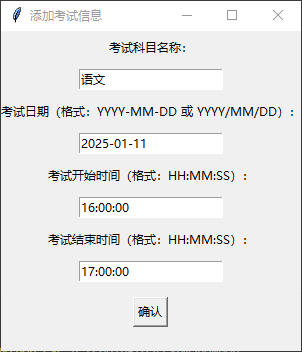 添加考试信息
考试科目名称：
语文
考试日期（格式：YYYY-MM-DD 或 YYYY/MM/DD）：
2025-01-11
考试开始时间（格式：HH:MM:SS）：
16:00:00
考试结束时间（格式：HH:MM:SS）：
17:00:00
确认